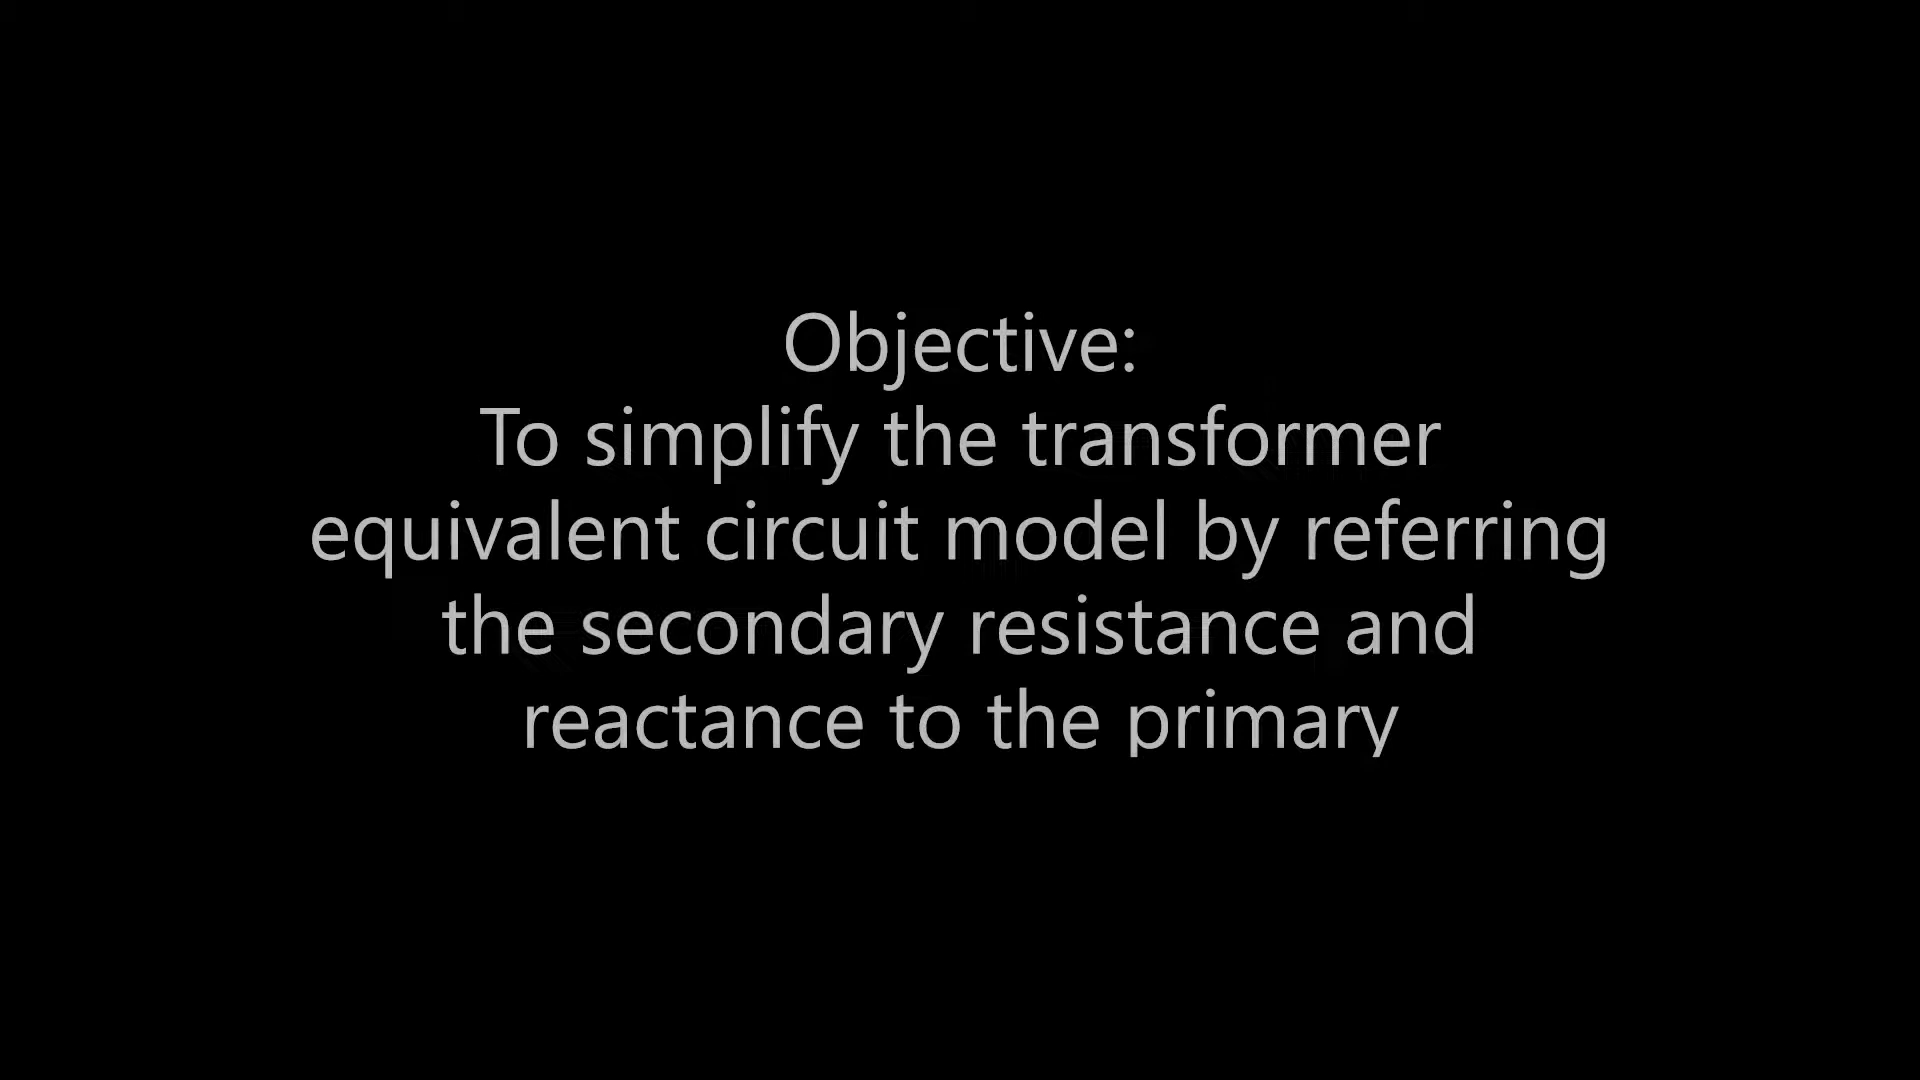 Objective:
To simplify the transformer
equivalent circuit model by referring
the secondary resistance and
reactance to the primary